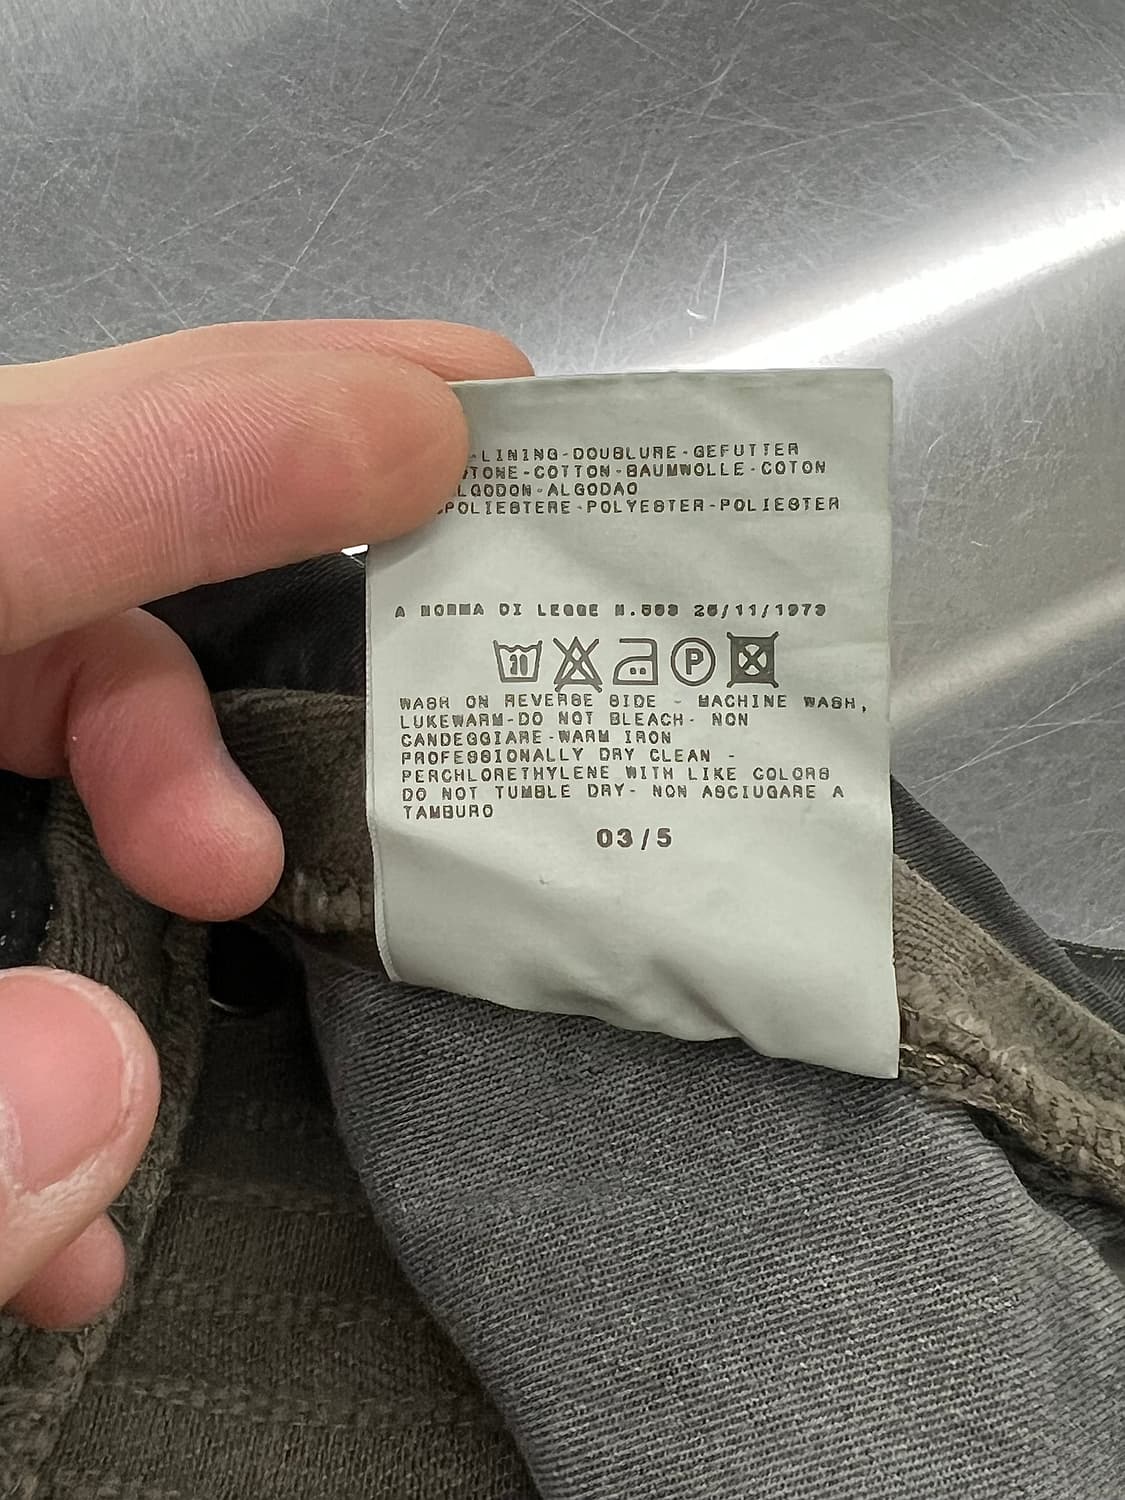 -LINING-DOUBLURE-GEFUTTER
TONE-COTTON-BAUMWOLLE-COTON
LGODON-ALGODAO
POLIESTERE-POLYESTER-POLIESTER
A NORMA DI LEGGE N.883 26/11/1973
30
P
WASH ON REVERSE SIDE - MACHINE WASH,
LUKEWARM-DO NOT BLEACH- NON
CANDEGGIARE-WARM IRON
PROFESSIONALLY DRY CLEAN -
PERCHLORETHYLENE WITH LIKE COLORS
DO NOT TUMBLE DRY- NON ASCIUGARE A
TAMBURO
03/5